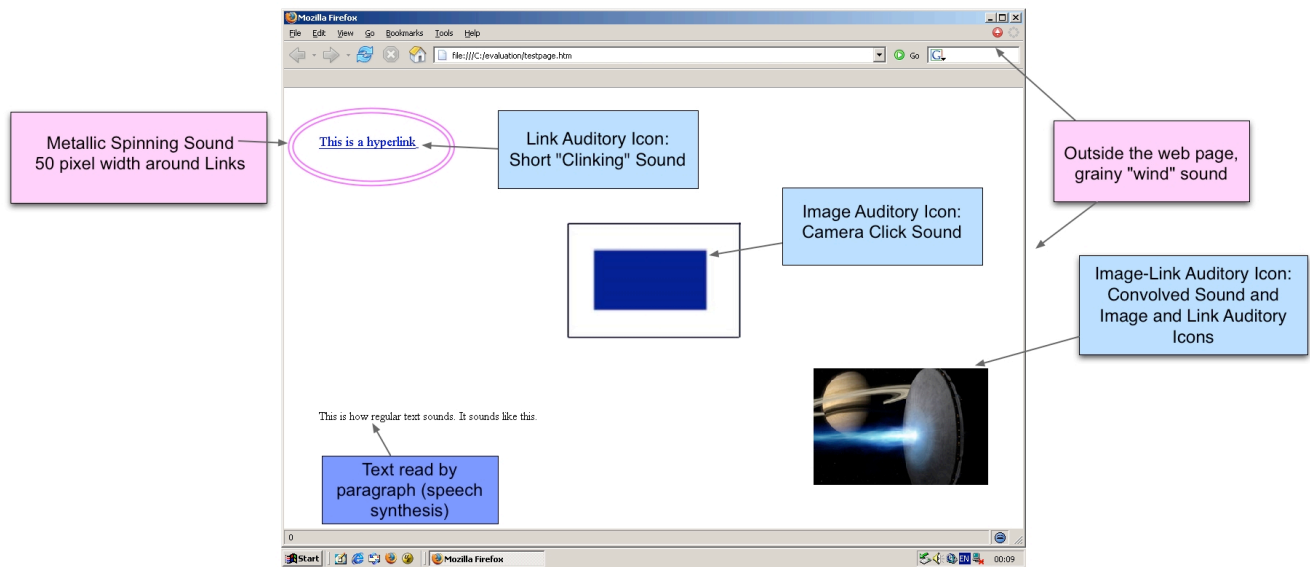 Mozilla Firefox
File Edit View Go Bookmarks Tools Help
file:///C:/evaluation/testpage.htm
Go
G
Metallic Spinning Sound
50 pixel width around Links
This is a hyperlink
Link Auditory Icon:
Short "Clinking" Sound
Outside the web page,
grainy "wind" sound
Image Auditory Icon:
Camera Click Sound
Image-Link Auditory Icon:
Convolved Sound and
Image and Link Auditory
Icons
This is how regular text sounds. It sounds like this.
Text read by
paragraph (speech
synthesis)
0
Start
Mozilla Firefox
EN
00:09